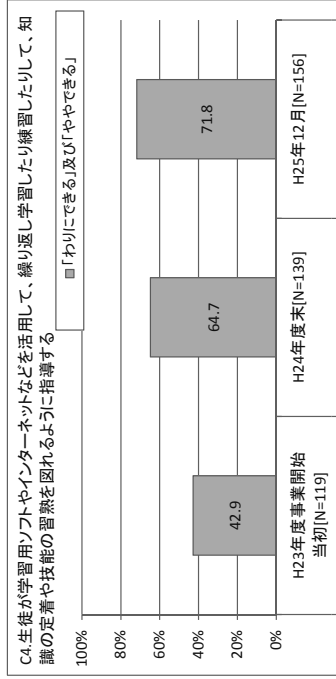 C4.生徒が学習用ソフトやインターネットなどを活用して、繰り返し学習したり練習したりして、知
識の定着や技能の習熟を図れるように指導する
■「わりにできる」及び「ややできる」
100%
80%
60%
40%
20%
0%
42.9
64.7
71.8
H23年度事業開始
当初[N=119]
H24年度末[N=139]
H25年12月[N=156]